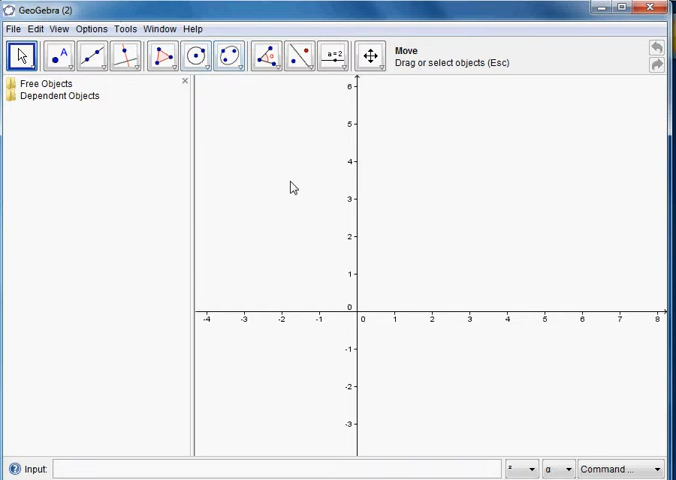 GeoGebra (2)
File Edit View Options Tools Window Help
A
a = 2
Move
Drag or select objects (Esc)
Free Objects
Dependent Objects
6
5
4
3
2
1
0
-4 -3 -2 -1 0 1 2 3 4 5 6 7 8
-1
-2
-3
Input:
² α Command ...